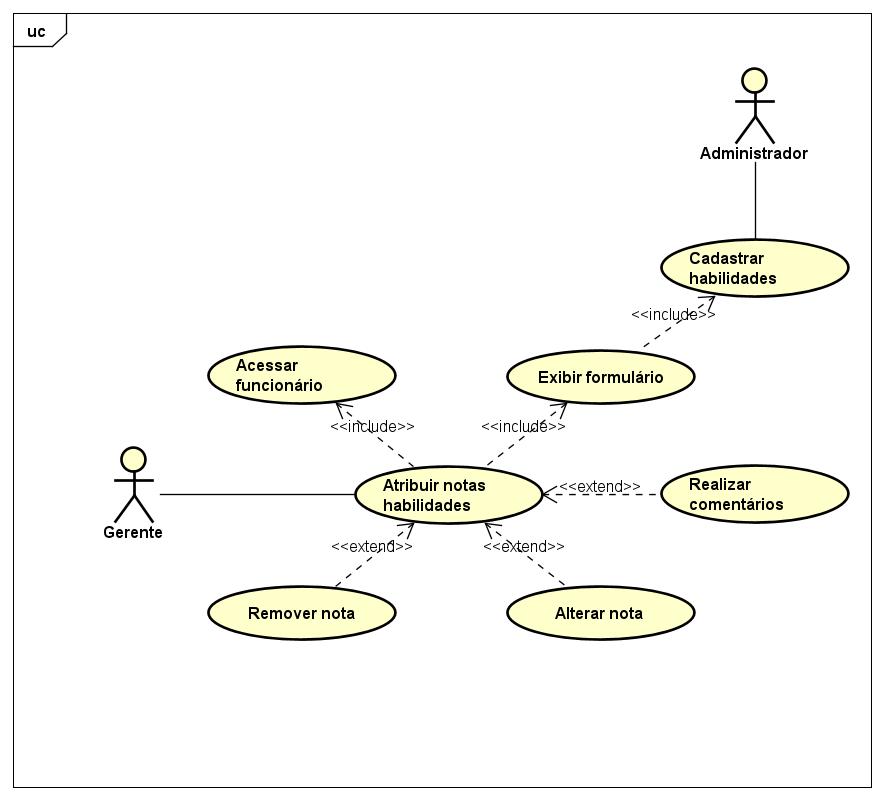 uc
Administrador
Cadastrar
habilidades
<<include>>
Acessar
funcionário
Exibir formulário
<<include>>
<<include>>
Gerente
Atribuir notas
habilidades
<<extend>>
Realizar
comentários
<<extend>>
<<extend>>
Remover nota
Alterar nota